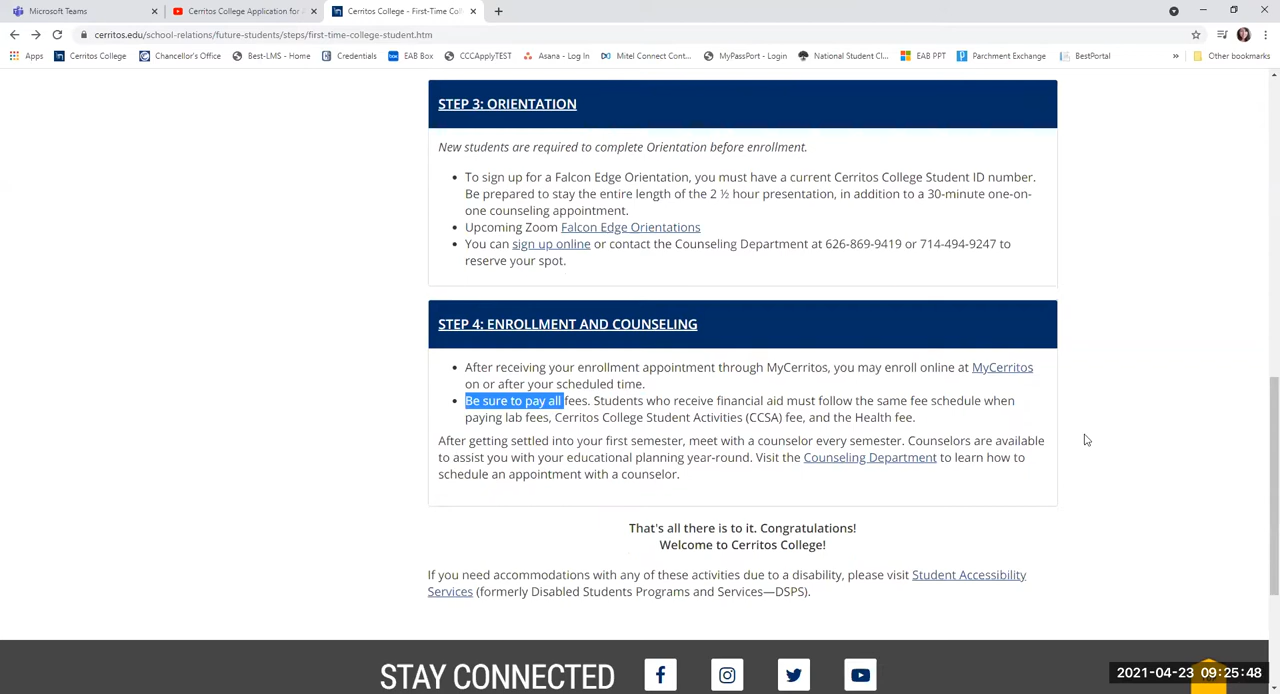 Microsoft Teams
Cerritos College Application for A
Cerritos College - First-Time Col
cerritos.edu/school-relations/future-students/steps/first-time-college-student.htm
Apps
Cerritos College
Chancellor's Office
Best-LMS - Home
Credentials
EAB Box
CCCApplyTEST
Asana - Log In
Mitel Connect Cont...
MyPassPort - Login
National Student Cl...
EAB PPT
Parchment Exchange
BestPortal
»
Other bookmarks
STEP 3: ORIENTATION
New students are required to complete Orientation before enrollment.
• To sign up for a Falcon Edge Orientation, you must have a current Cerritos College Student ID number.
Be prepared to stay the entire length of the 2 ½ hour presentation, in addition to a 30-minute one-on-
one counseling appointment.
• Upcoming Zoom Falcon Edge Orientations
• You can sign up online or contact the Counseling Department at 626-869-9419 or 714-494-9247 to
reserve your spot.
STEP 4: ENROLLMENT AND COUNSELING
• After receiving your enrollment appointment through MyCerritos, you may enroll online at MyCerritos
on or after your scheduled time.
• Be sure to pay all fees. Students who receive financial aid must follow the same fee schedule when
paying lab fees, Cerritos College Student Activities (CCSA) fee, and the Health fee.
After getting settled into your first semester, meet with a counselor every semester. Counselors are available
to assist you with your educational planning year-round. Visit the Counseling Department to learn how to
schedule an appointment with a counselor.
That's all there is to it. Congratulations!
Welcome to Cerritos College!
If you need accommodations with any of these activities due to a disability, please visit Student Accessibility
Services (formerly Disabled Students Programs and Services—DSPS).
STAY CONNECTED
2021-04-23 09:25:48